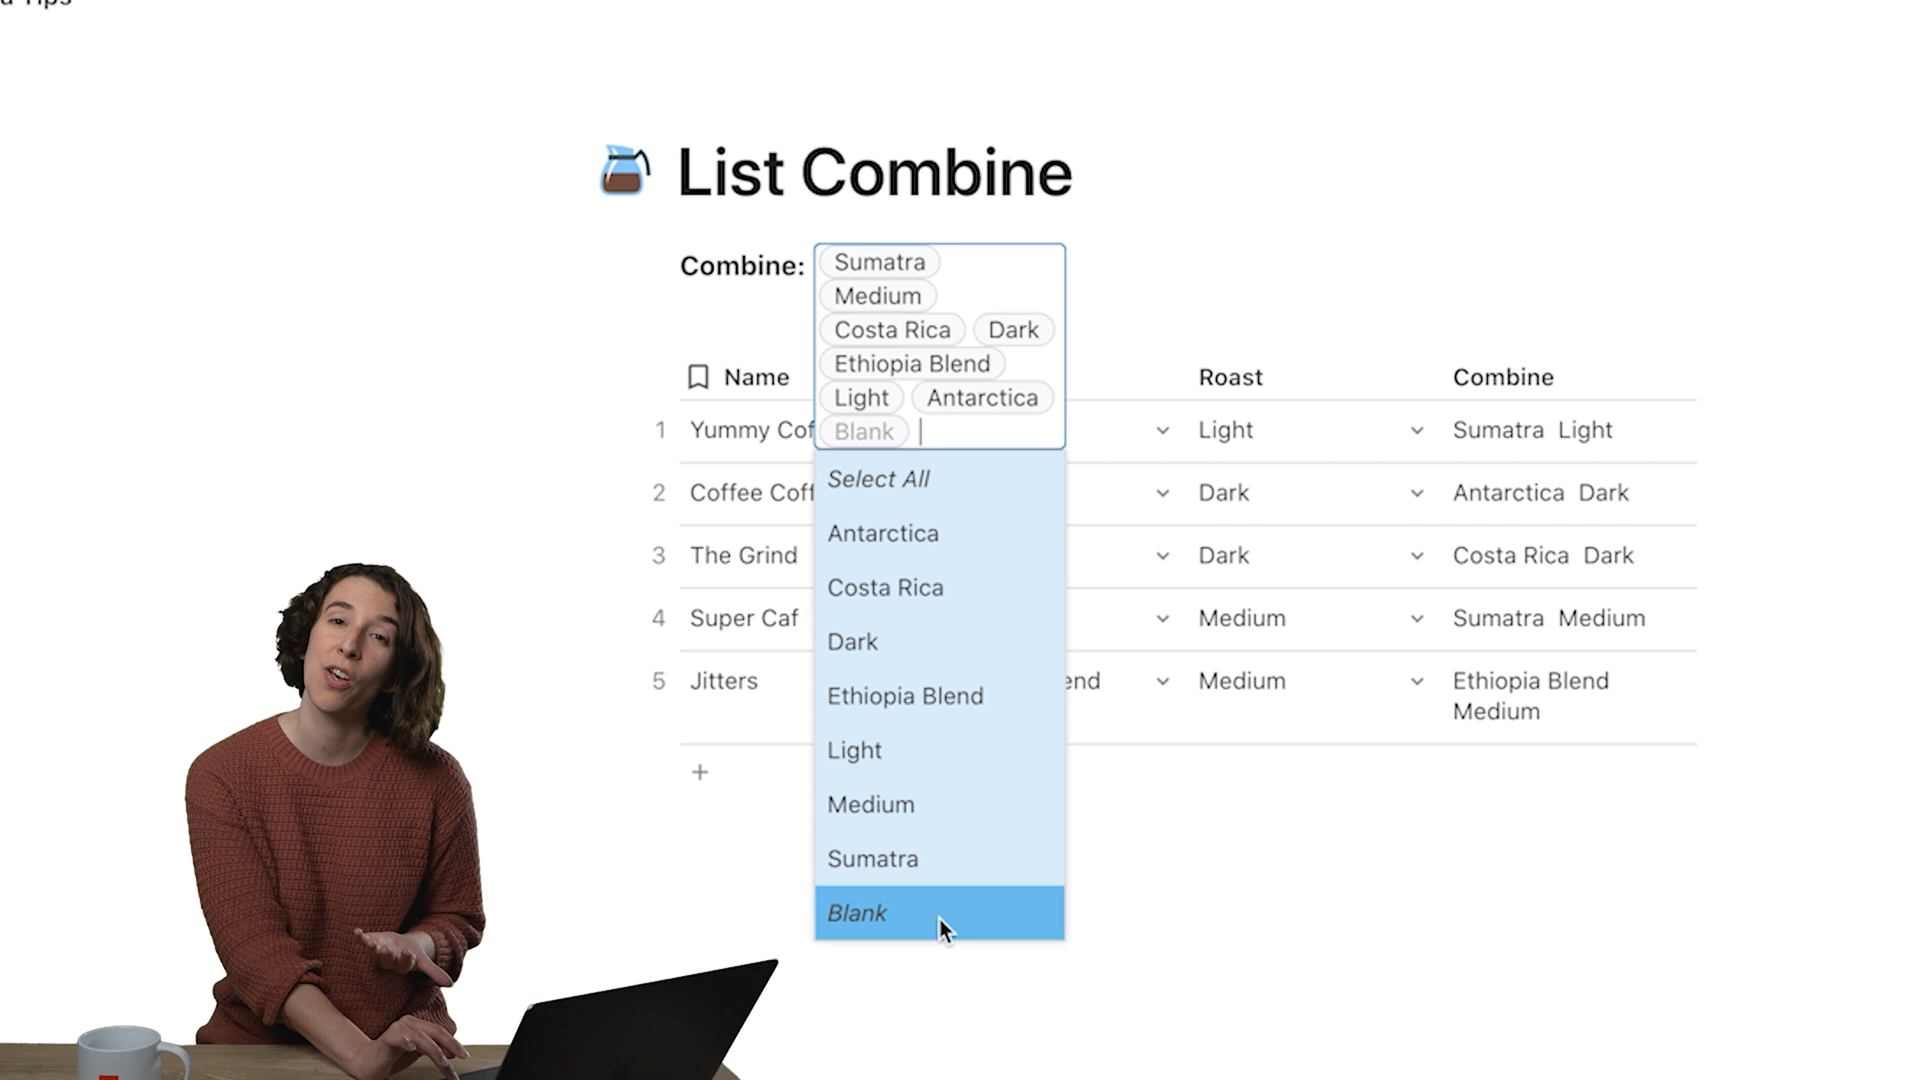 Tips
List Combine
Combine:
Sumatra
Medium
Costa Rica Dark
Ethiopia Blend
Light Antarctica
Blank
Name Roast Combine
1 Yummy Light Sumatra Light
2 Coffee Dark Antarctica Dark
3 The Grind Dark Costa Rica Dark
4 Super Caf Medium Sumatra Medium
5 Jitters Medium Ethiopia Blend
Medium
+
Select All
Antarctica
Costa Rica
Dark
Ethiopia Blend
Light
Medium
Sumatra
Blank